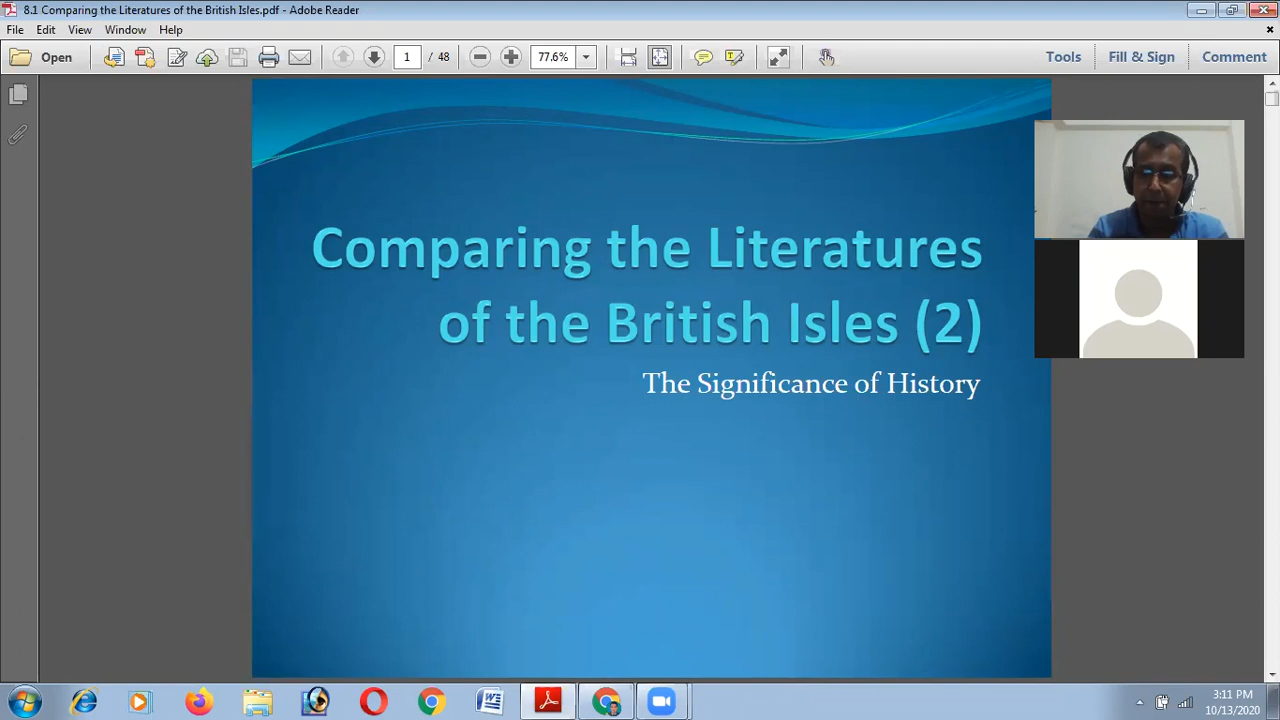 8.1 Comparing the Literatures of the British Isles.pdf - Adobe Reader
File Edit View Window Help
Open 1 / 48 77.6% Tools Fill & Sign Comment
Comparing the Literatures
of the British Isles (2)
The Significance of History
3:11 PM
10/13/2020